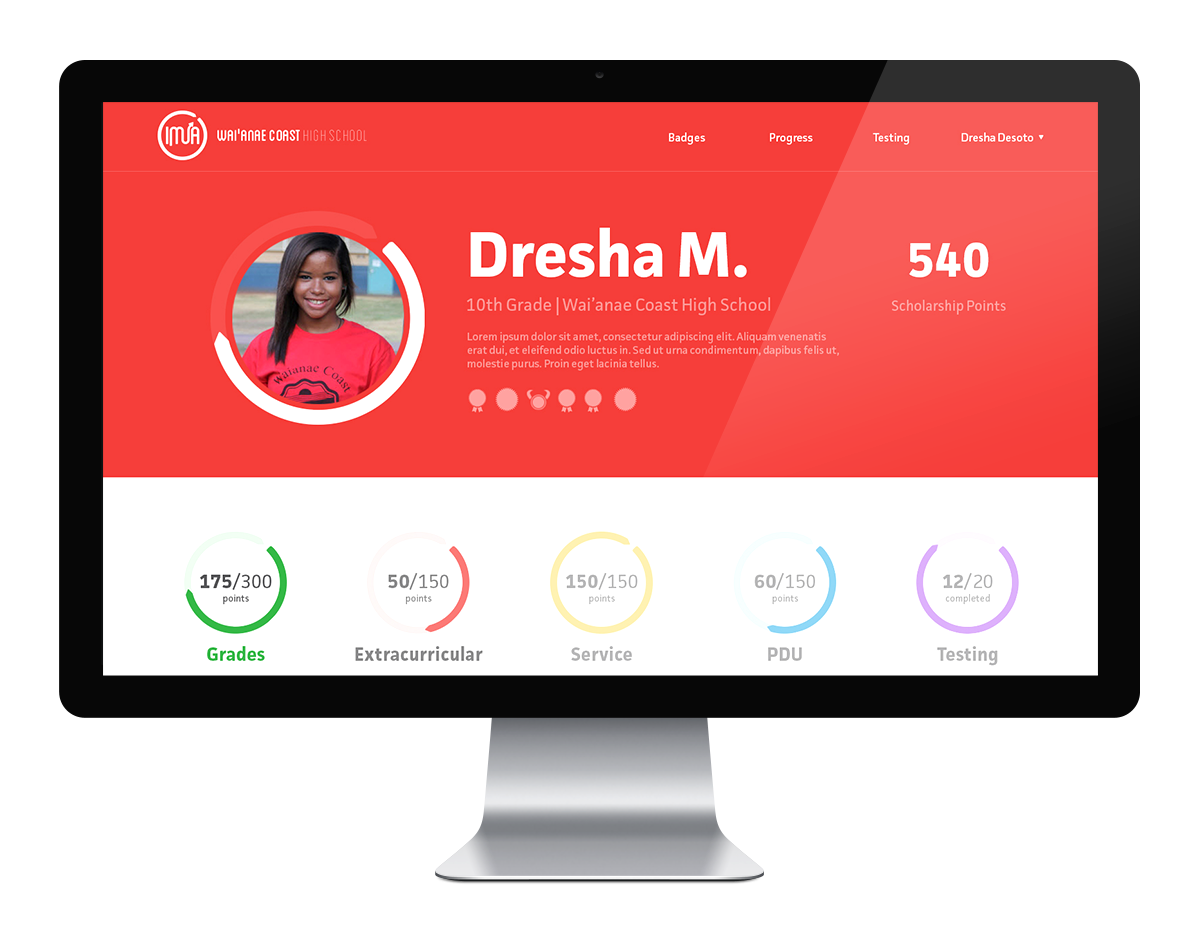 IMUA
WAI'ANAE COAST HIGH SCHOOL
Badges
Progress
Testing
Dresha Desoto ▼
Dresha M.
10th Grade | Wai'anae Coast High School
Lorem ipsum dolor sit amet, consectetur adipiscing elit. Aliquam venenatis
erat dui, et eleifend odio luctus in. Sed ut urna condimentum, dapibus felis ut,
molestie purus. Proin eget lacinia tellus.
540
Scholarship Points
Waianae Coast
175/300
points
Grades
50/150
points
Extracurricular
150/150
points
Service
60/150
points
PDU
12/20
completed
Testing